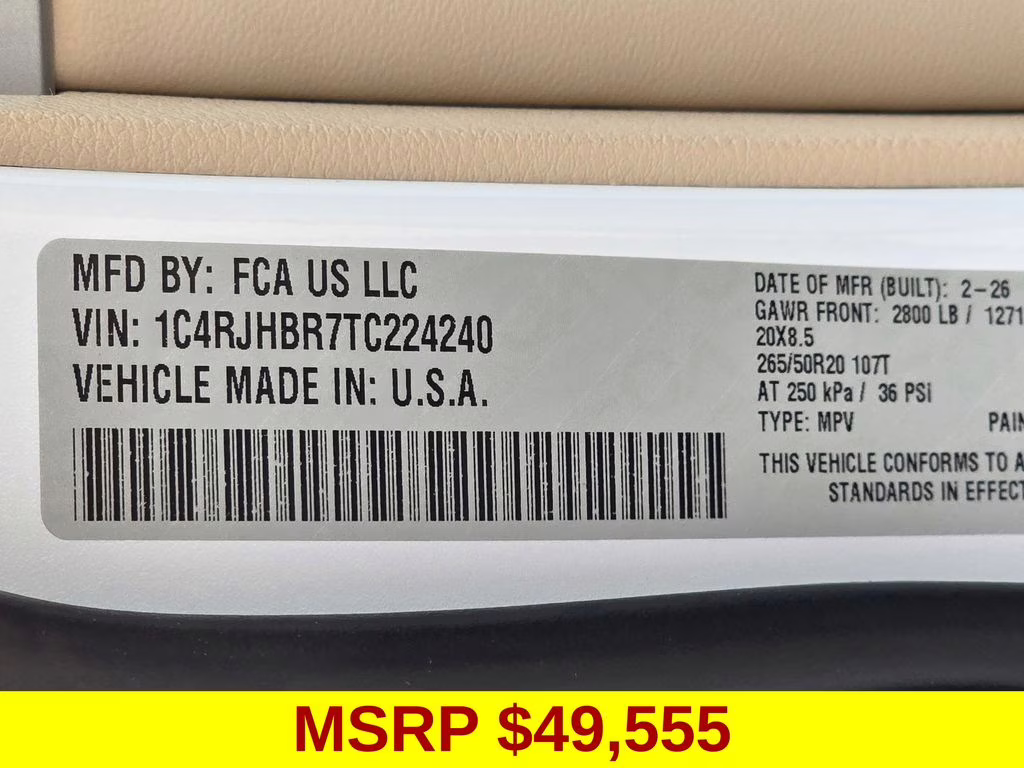 MFD BY: FCA US LLC
VIN: 1C4RJHBR7TC224240
VEHICLE MADE IN: U.S.A.
DATE OF MFR (BUILT): 2-26
GAWR FRONT: 2800 LB / 1271
20X8.5
265/50R20 107T
AT 250 kPa / 36 PSI
TYPE: MPV
THIS VEHICLE CONFORMS TO
STANDARDS IN EFFECT
MSRP $49,555